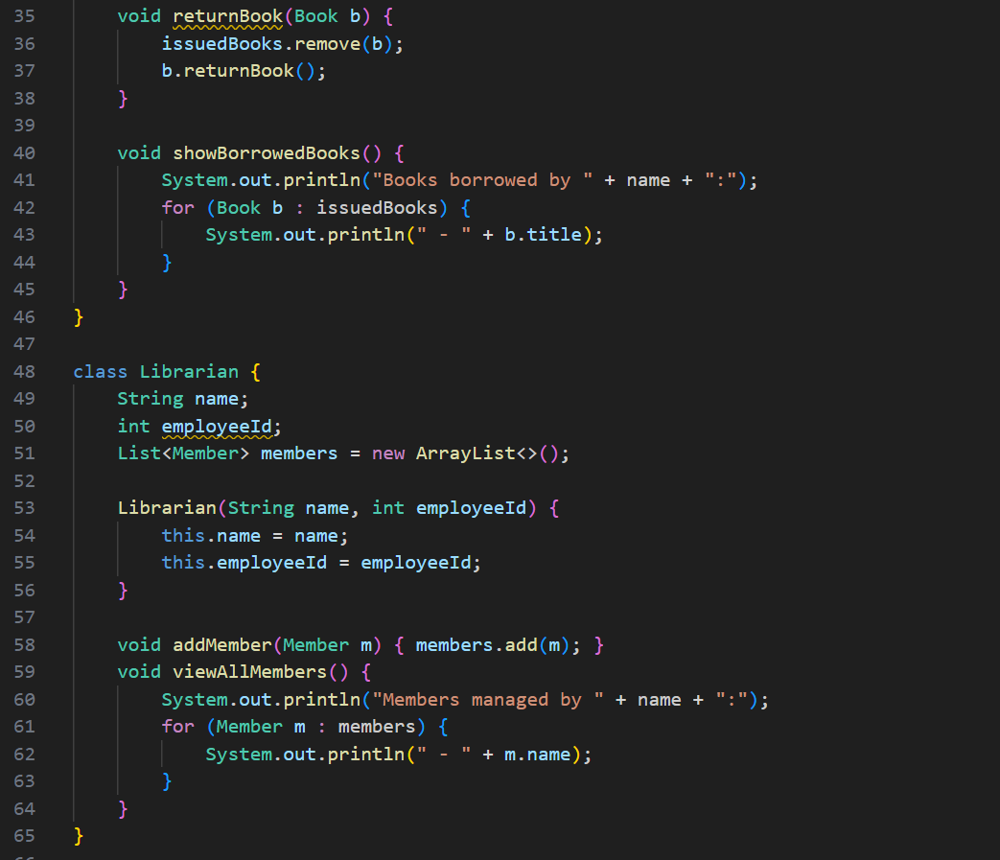 35 void returnBook(Book b) {
36 issuedBooks.remove(b);
37 b.returnBook();
38 }
39
40 void showBorrowedBooks() {
41 System.out.println("Books borrowed by " + name + ":");
42 for (Book b : issuedBooks) {
43 System.out.println(" - " + b.title);
44 }
45 }
46 }
47
48 class Librarian {
49 String name;
50 int employeeId;
51 List<Member> members = new ArrayList<>();
52
53 Librarian(String name, int employeeId) {
54 this.name = name;
55 this.employeeId = employeeId;
56 }
57
58 void addMember(Member m) { members.add(m); }
59 void viewAllMembers() {
60 System.out.println("Members managed by " + name + ":");
61 for (Member m : members) {
62 System.out.println(" - " + m.name);
63 }
64 }
65 }